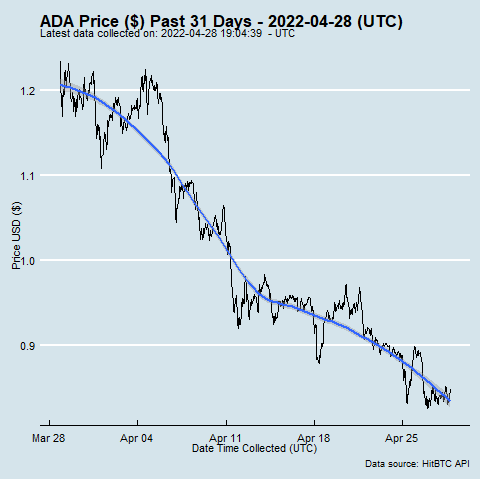 ADA Price ($) Past 31 Days - 2022-04-28 (UTC)
Latest data collected on: 2022-04-28 19:04:39 - UTC
1.2
1.1
1.0
0.9
Price USD ($)
Mar 28 Apr 04 Apr 11 Apr 18 Apr 25
Date Time Collected (UTC)
Data source: HitBTC API